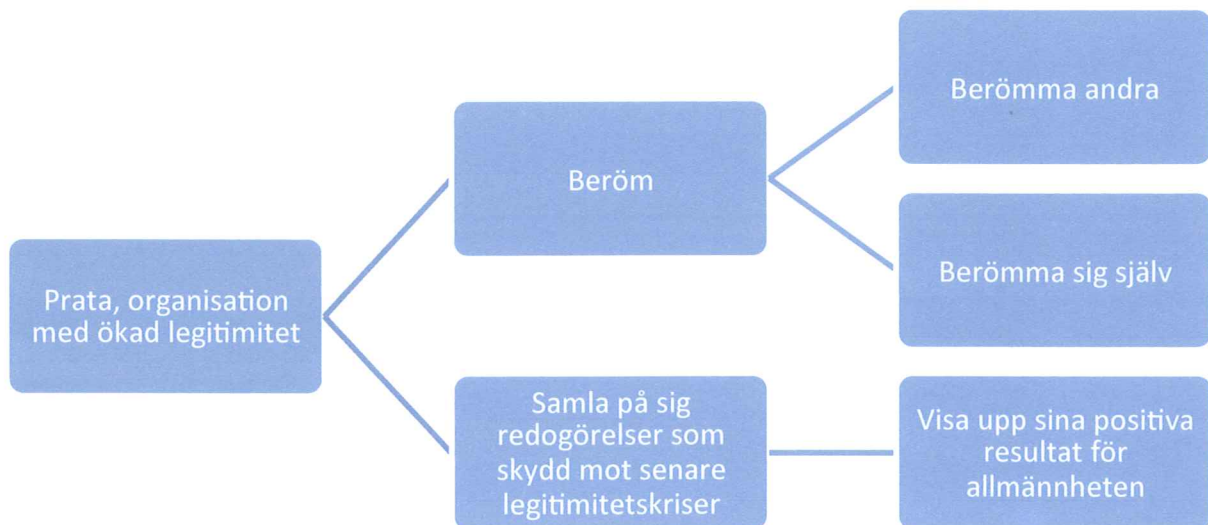 Prata, organisation
med ökad legitimitet
Beröm
Berömma andra
Berömma sig själv
Samla på sig
redogörelser som
skydd mot senare
legitimitetskriser
Visa upp sina positiva
resultat för
allmännheten